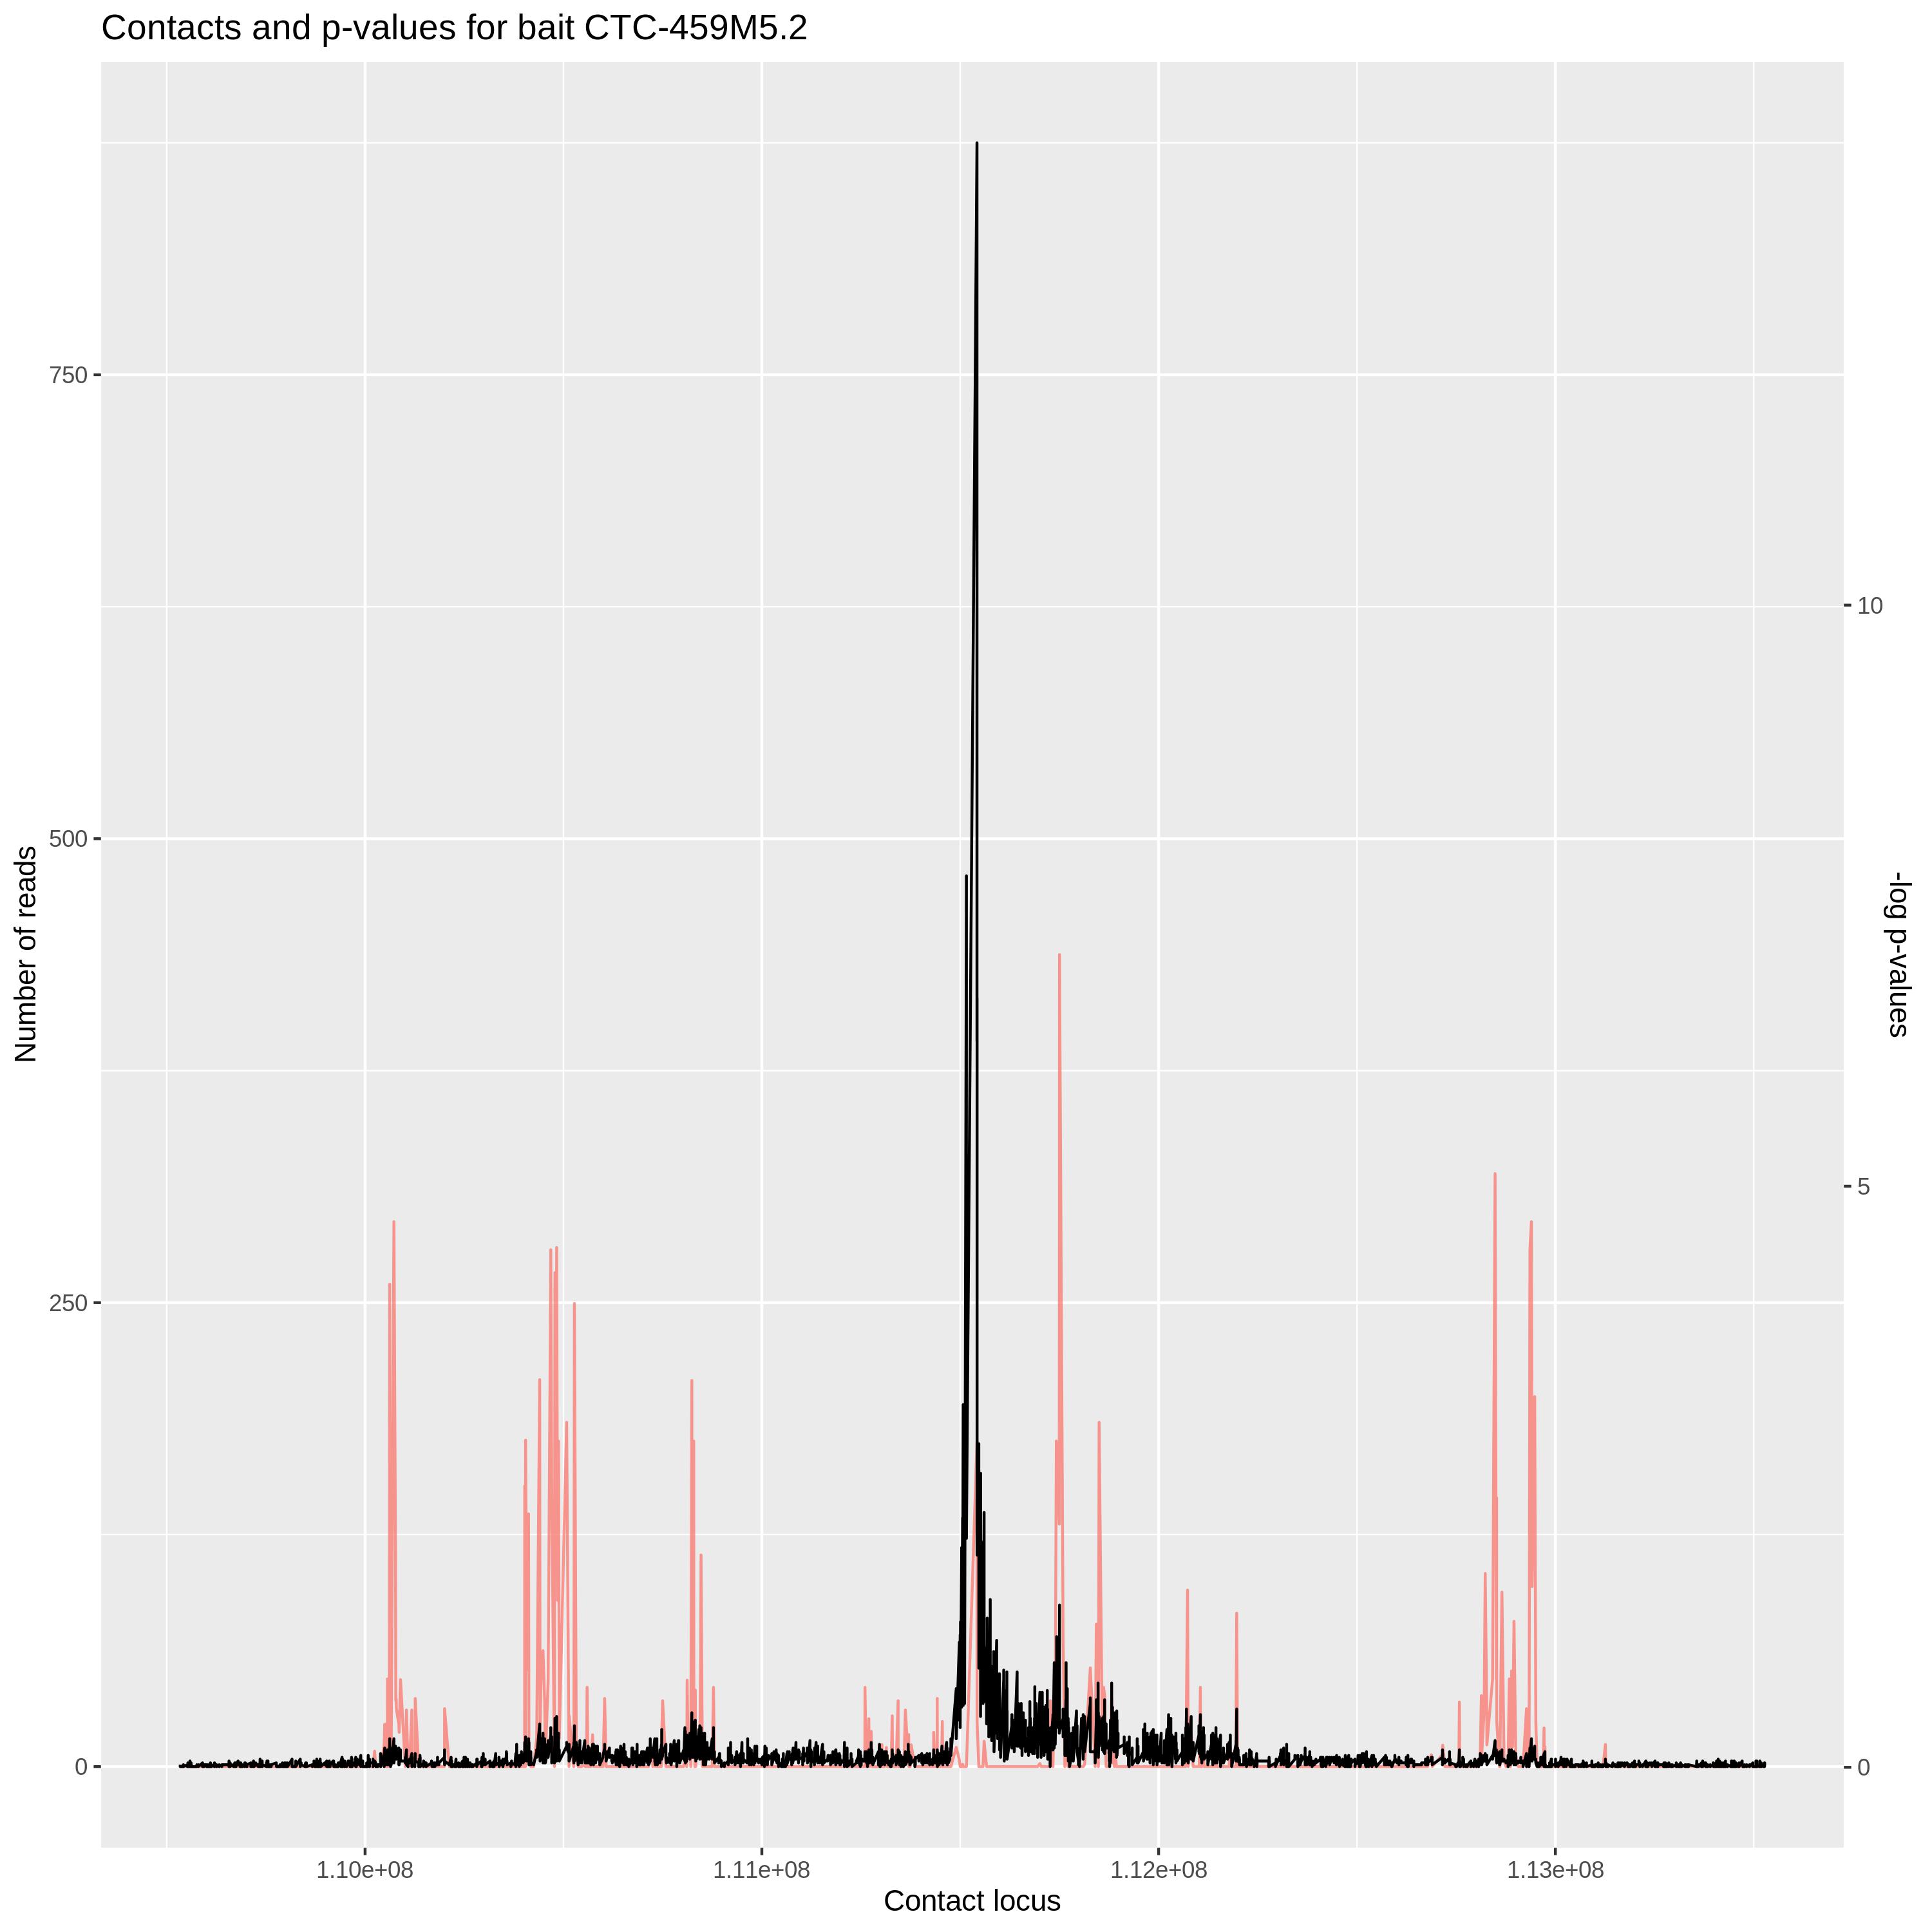 Contacts and p-values for bait CTC-459M5.2
750
500
250
0
10
5
0
Number of reads
-log p-values
1.10e+08 1.11e+08 1.12e+08 1.13e+08
Contact locus